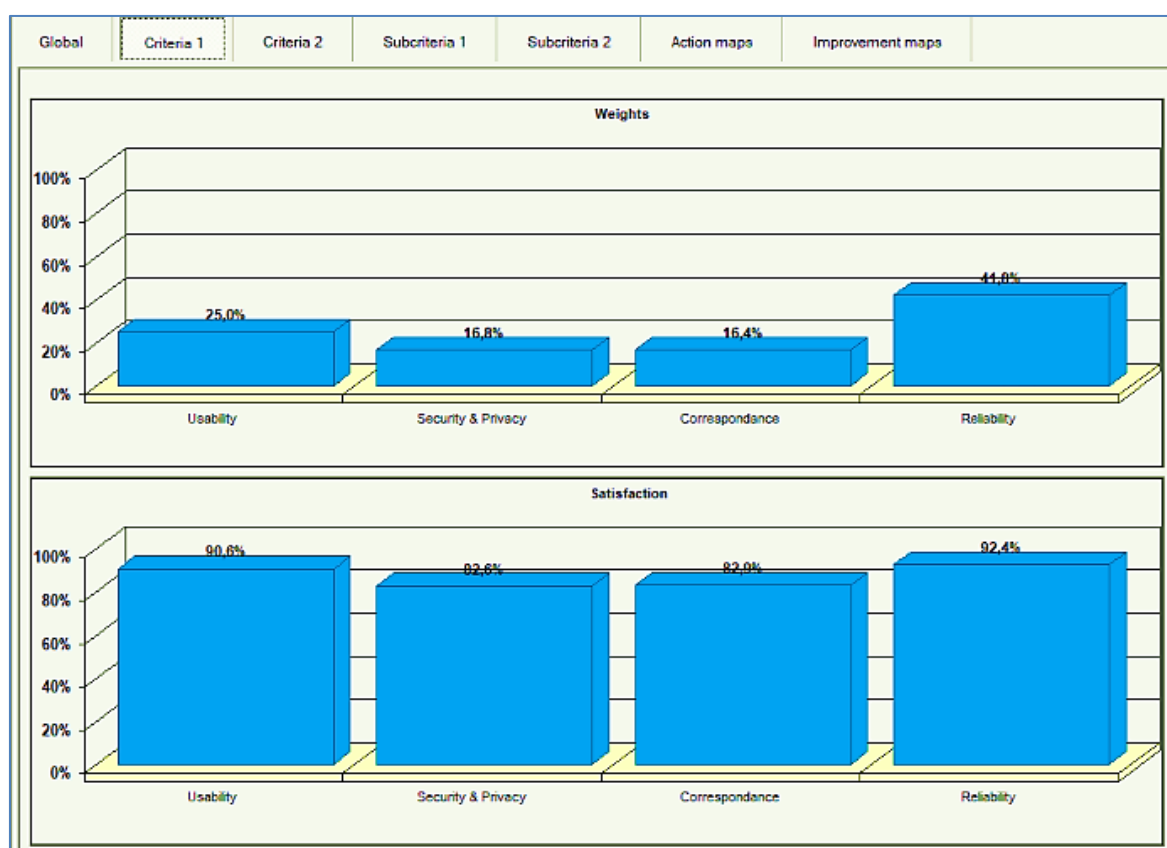 Global Criteria 1 Criteria 2 Subcriteria 1 Subcriteria 2 Action maps Improvement maps
Weights
100%
80%
60%
40%
20%
0%
25,0% 16,8% 16,4% 41,8%
Usability Security & Privacy Correspondance Reliability
Satisfaction
100%
80%
60%
40%
20%
0%
90,6% 82,6% 82,9% 92,4%
Usability Security & Privacy Correspondance Reliability